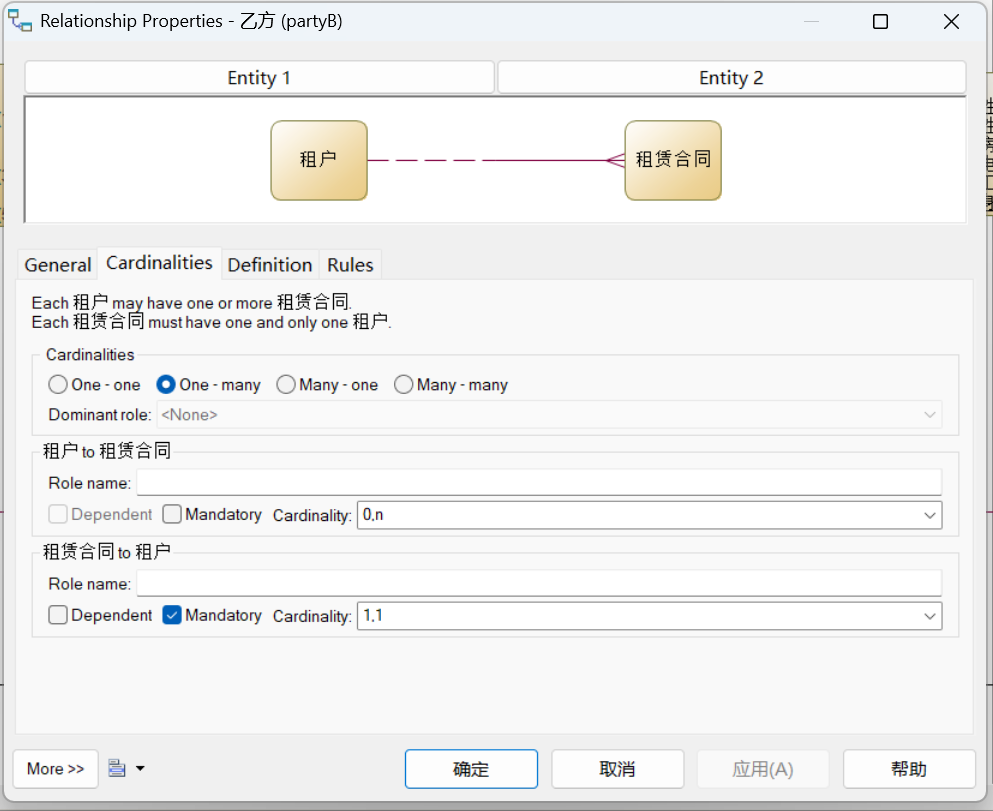 Relationship Properties - 乙方 (partyB)
Entity 1
Entity 2
租户
租赁合同
General
Cardinalities
Definition
Rules
Each 租户 may have one or more 租赁合同.
Each 租赁合同 must have one and only one 租户.
Cardinalities
One - one
One - many
Many - one
Many - many
Dominant role: <None>
租户 to 租赁合同
Role name:
Dependent
Mandatory
Cardinality: 0,n
租赁合同 to 租户
Role name:
Dependent
Mandatory
Cardinality: 1,1
More >>
确定
取消
应用(A)
帮助